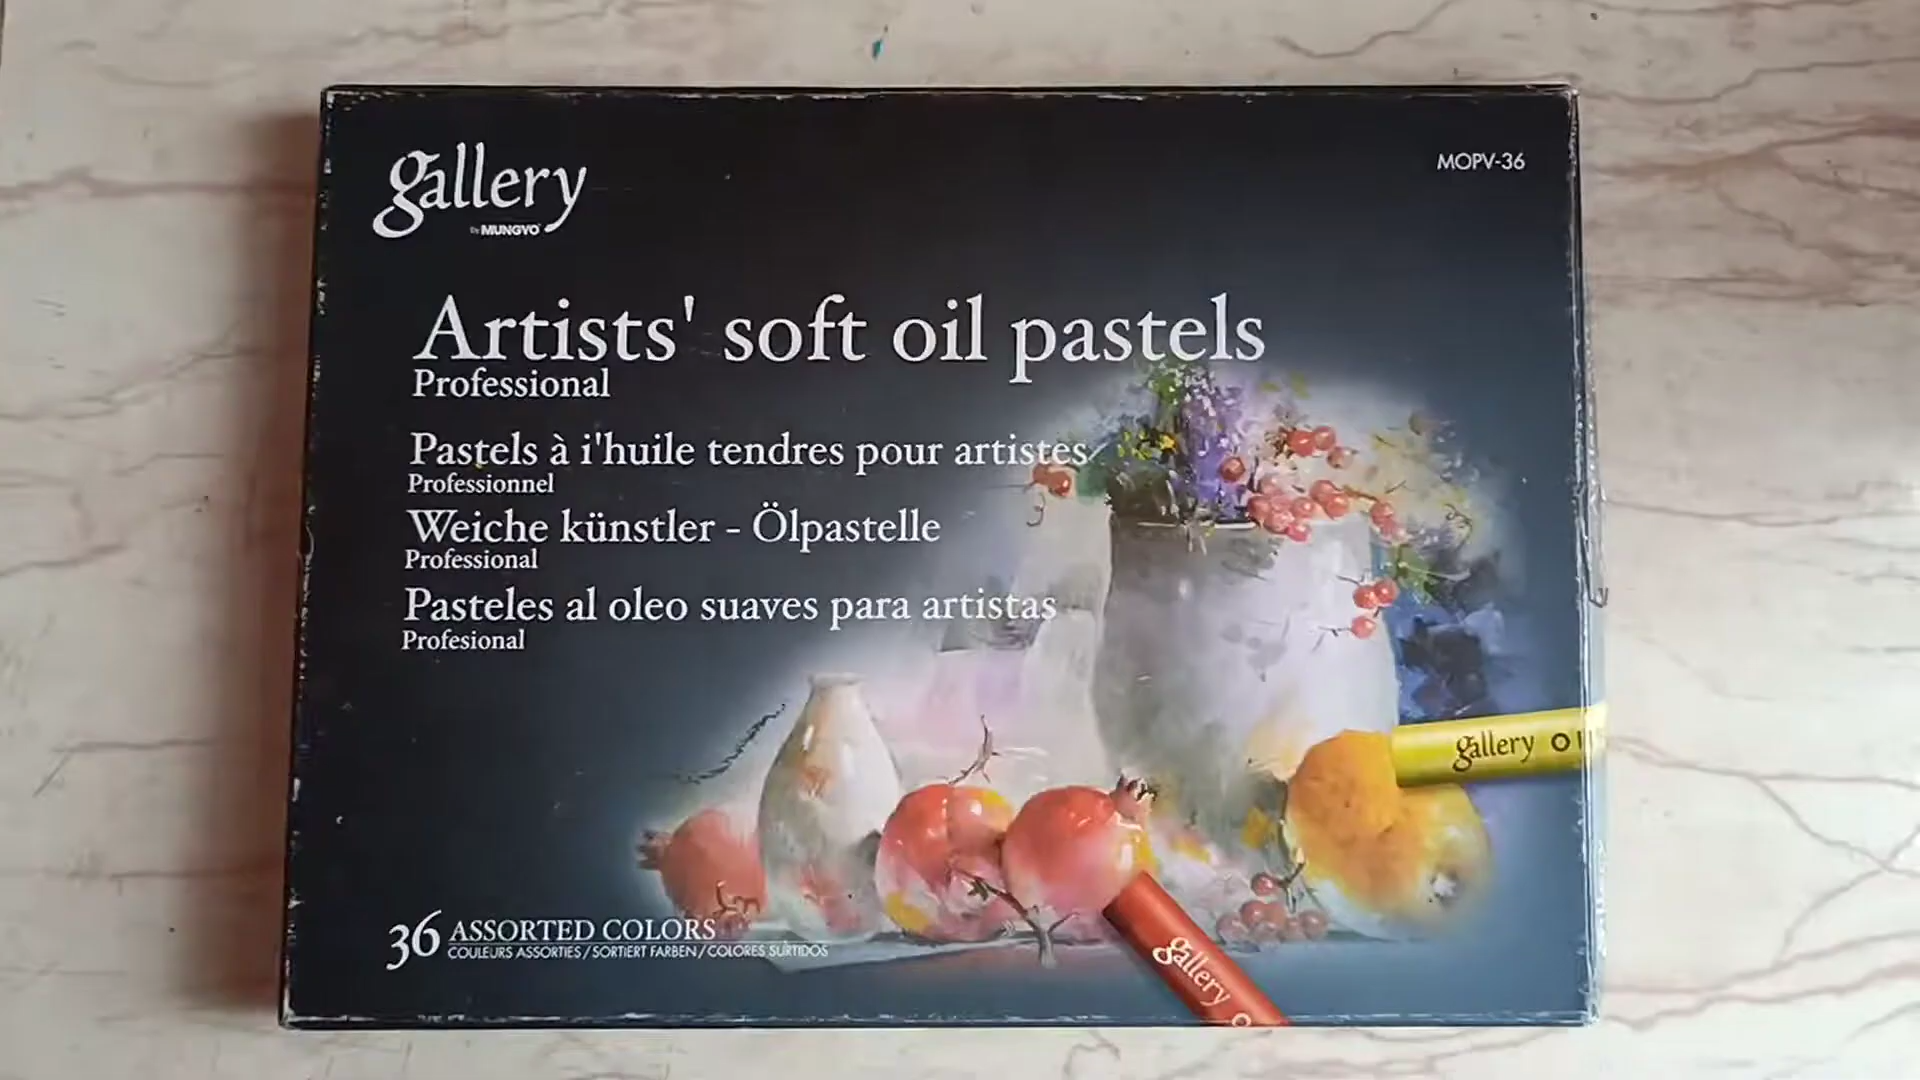 gallery
by MUNGYO
MOPV-36
Artists' soft oil pastels
Professional
Pastels à i'huile tendres pour artistes
Professionnel
Weiche künstler - Ölpastelle
Professional
Pasteles al oleo suaves para artistas
Profesional
gallery
gallery
36 ASSORTED COLORS
COULEURS ASSORTIES / SORTIERT FARBEN / COLORES SURTIDOS